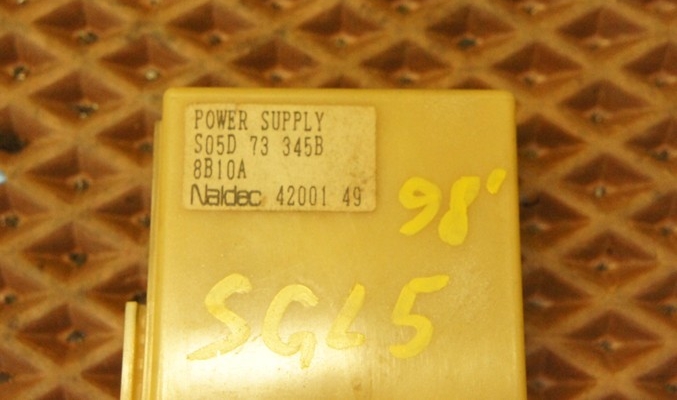 POWER SUPPLY
S05D 73 345B
8B10A
Naldec 42001 49
98'
SGL5